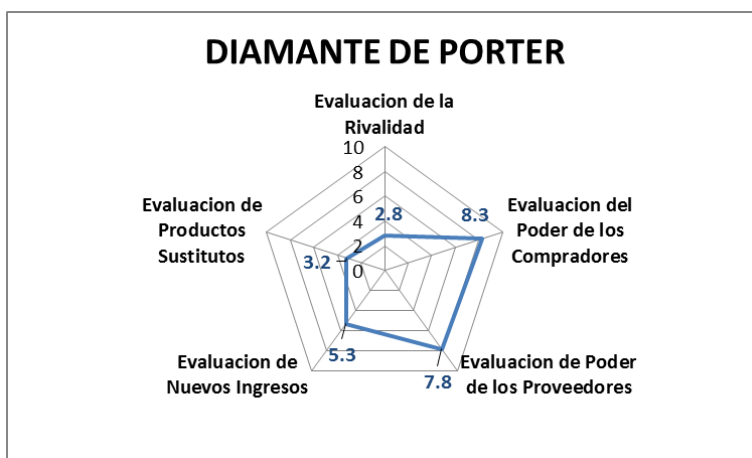 DIAMANTE DE PORTER
Evaluacion de la
Rivalidad
10
8
6
4
2
0
2.8
8.3
Evaluacion del
Poder de los
Compradores
Evaluacion de
Productos
Sustitutos
3.2
5.3
7.8
Evaluacion de
Nuevos Ingresos
Evaluacion de Poder
de los Proveedores